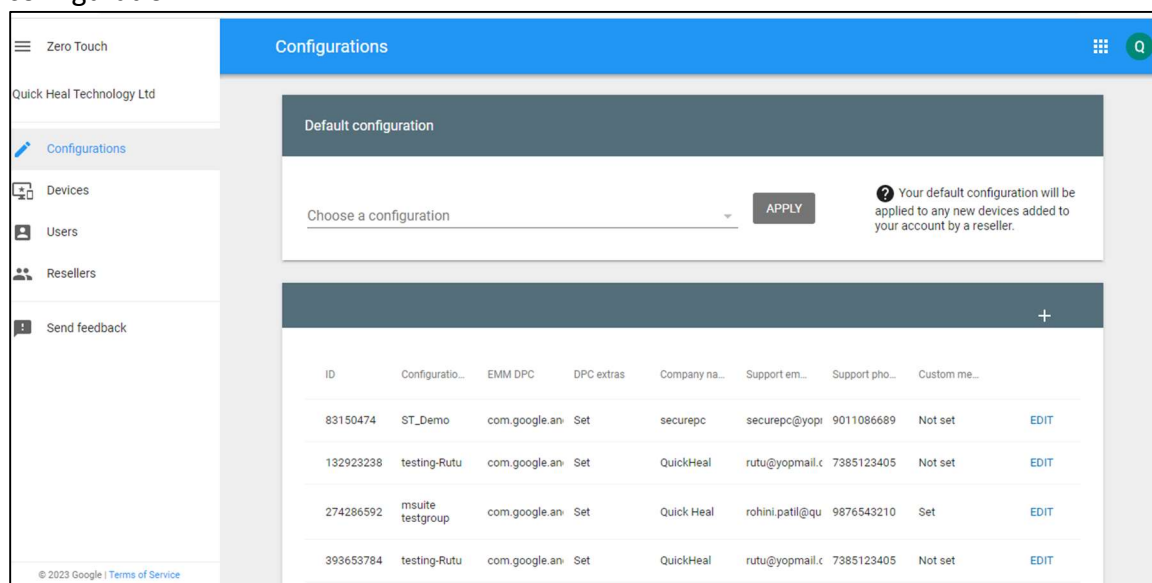 Zero Touch
Configurations
Q
Quick Heal Technology Ltd
Configurations
Devices
Users
Resellers
Send feedback
Default configuration
Choose a configuration
APPLY
Your default configuration will be
applied to any new devices added to
your account by a reseller.
+
ID Configuratio... EMM DPC DPC extras Company na... Support em... Support pho... Custom me...
83150474 ST_Demo com.google.an Set securepc securepc@yop 9011086689 Not set EDIT
132923238 testing-Rutu com.google.an Set QuickHeal rutu@yopmail.c 7385123405 Not set EDIT
274286592 msuite testgroup com.google.an Set Quick Heal rohini.patil@qu 9876543210 Set EDIT
393653784 testing-Rutu com.google.an Set QuickHeal rutu@yopmail.c 7385123405 Not set EDIT
© 2023 Google | Terms of Service